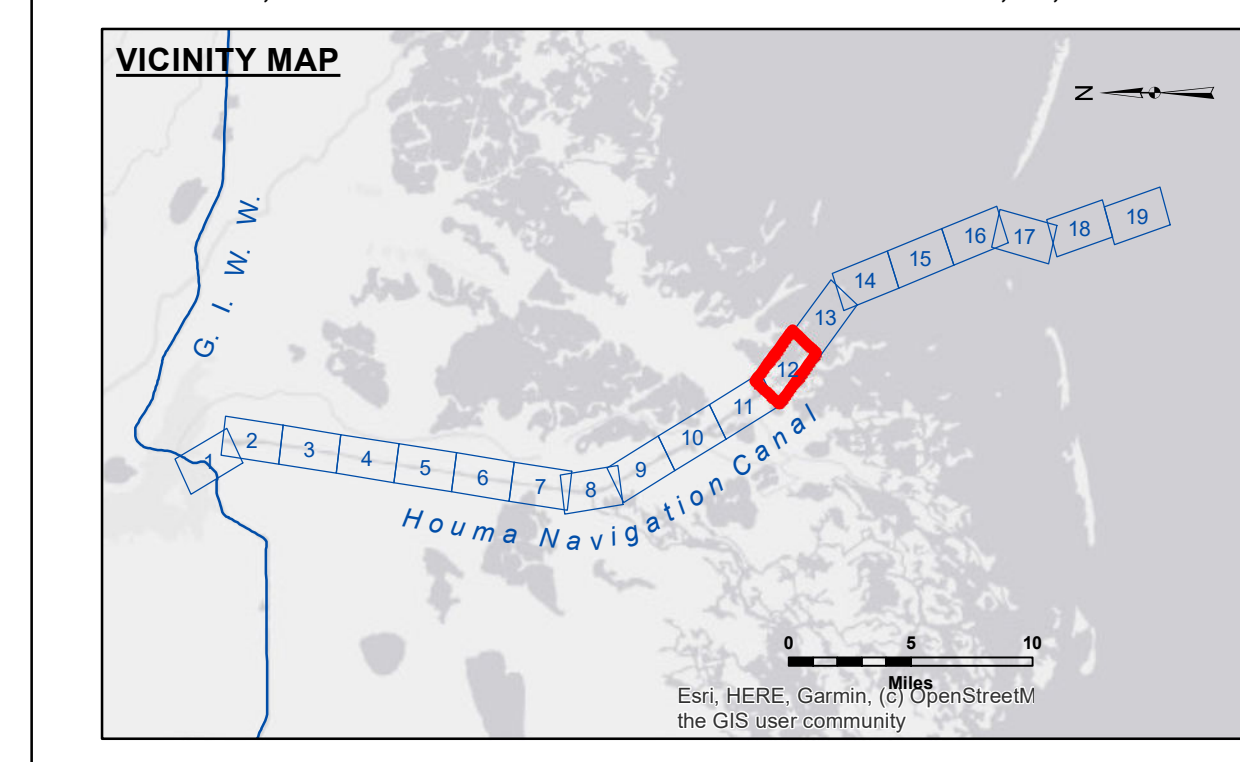 VICINITY MAP
N
G. I. W. W.
1
2
3
4
5
6
7
8
9
10
11
12
13
14
15
16
17
18
19
Houma Navigation Canal
0 5 10
Miles
Esri, HERE, Garmin, (c) OpenStreetM
the GIS user community